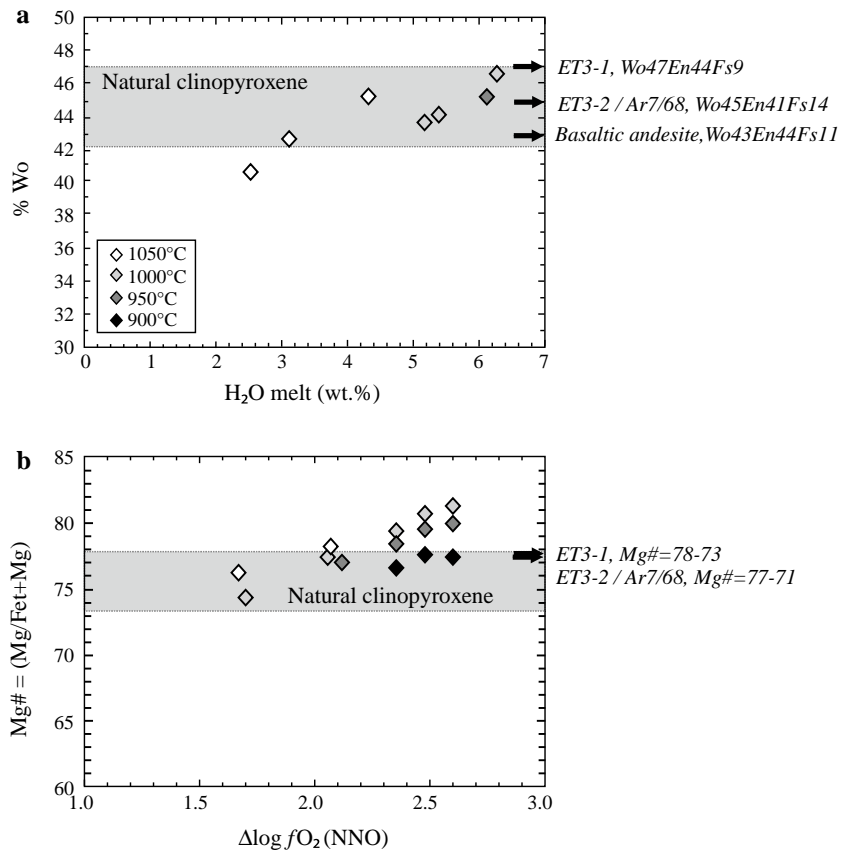 a
50
48
46
44
42
40
38
36
34
32
30
% Wo
Natural clinopyroxene
ET3-1, Wo47En44Fs9
ET3-2 / Ar7/68, Wo45En41Fs14
Basaltic andesite,Wo43En44Fs11
1050°C
1000°C
950°C
900°C
0 1 2 3 4 5 6 7
H₂O melt (wt.%)
b
85
80
75
70
65
60
Mg# = (Mg/Fet+Mg)
ET3-1, Mg#=78-73
ET3-2 / Ar7/68, Mg#=77-71
Natural clinopyroxene
1.0 1.5 2.0 2.5 3.0
Δlog fO₂ (NNO)